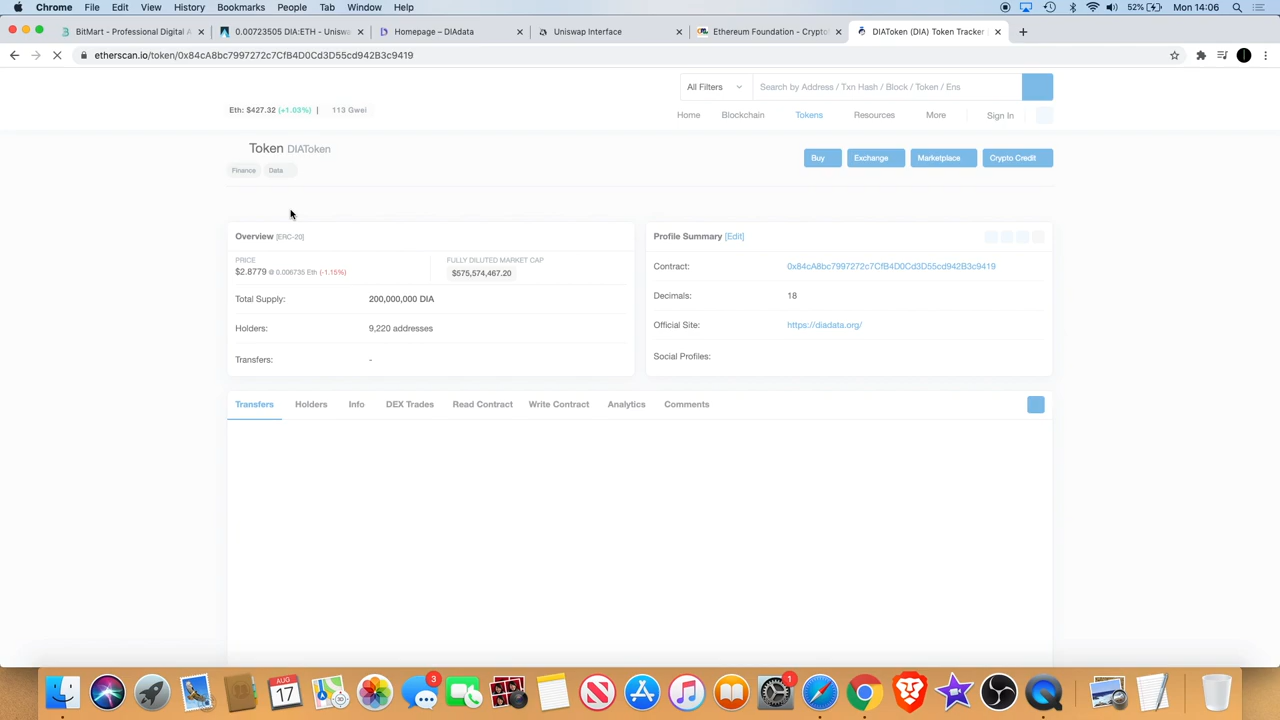 Chrome File Edit View History Bookmarks People Tab Window Help 52% Mon 14:06
BitMart - Professional Digital A 0.00723505 DIA:ETH - Uniswa Homepage – DIAdata Uniswap Interface Ethereum Foundation - Crypto DIAToken (DIA) Token Tracker
etherscan.io/token/0x84cA8bc7997272c7CfB4D0Cd3D55cd942B3c9419
All Filters Search by Address / Txn Hash / Block / Token / Ens
Eth: $427.32 (+1.03%) | 113 Gwei
Home Blockchain Tokens Resources More Sign In
Token DIAToken
Buy Exchange Marketplace Crypto Credit
Finance Data
Overview [ERC-20]
PRICE FULLY DILUTED MARKET CAP
$2.8779 @ 0.006735 Eth (-1.15%) $575,574,467.20
Total Supply: 200,000,000 DIA
Holders: 9,220 addresses
Transfers: -
Profile Summary [Edit]
Contract: 0x84cA8bc7997272c7CfB4D0Cd3D55cd942B3c9419
Decimals: 18
Official Site: https://diadata.org/
Social Profiles:
Transfers Holders Info DEX Trades Read Contract Write Contract Analytics Comments
3
AUG
17
1